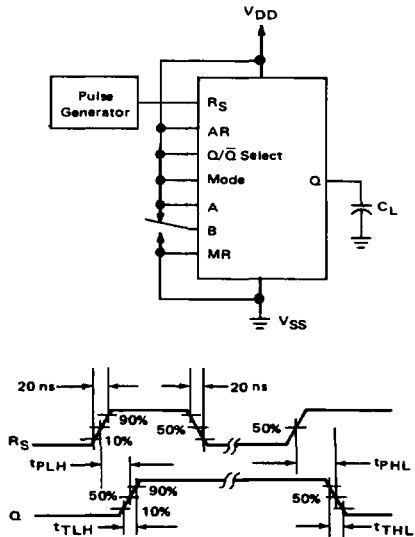 VDD
Pulse
Generator
RS
AR
Q/Q̅ Select
Mode
A
B
MR
Q
CL
VSS
20 ns
20 ns
90%
50%
50%
10%
RS
tPLH
tPHL
50%
90%
50%
10%
Q
tTLH
tTHL